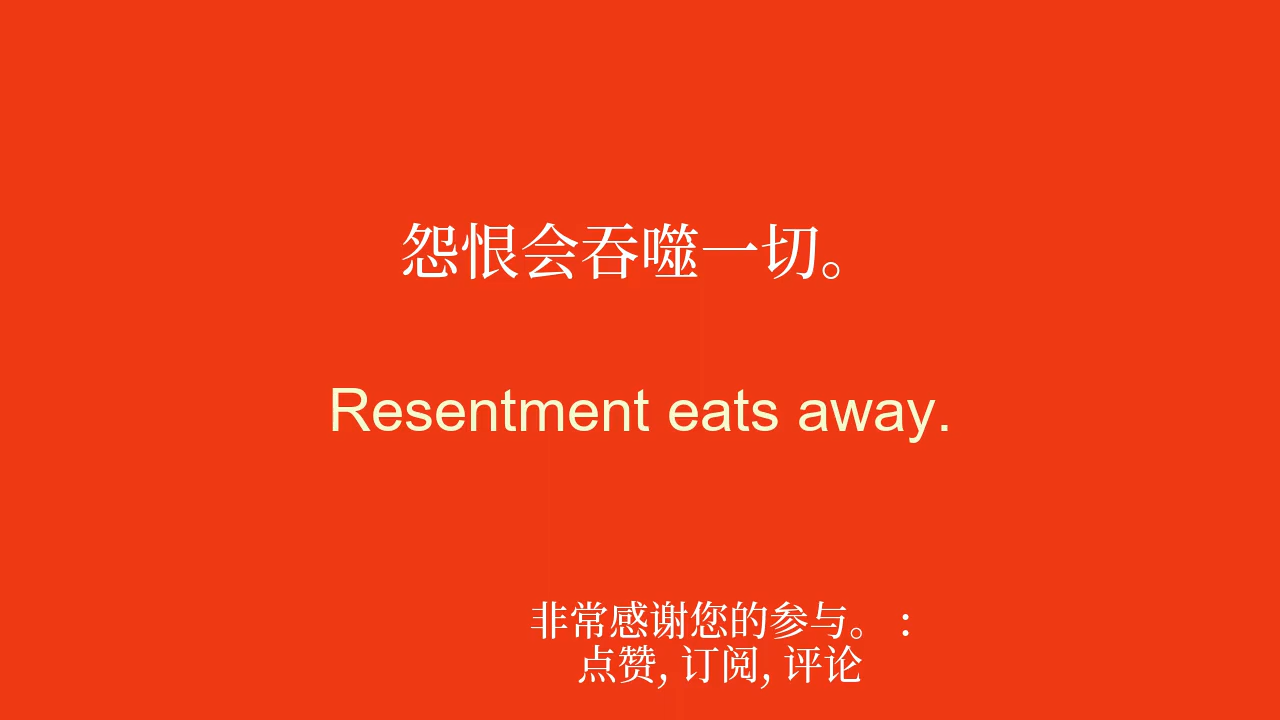 怨恨会吞噬一切。
Resentment eats away.
非常感谢您的参与。 :
点赞, 订阅, 评论